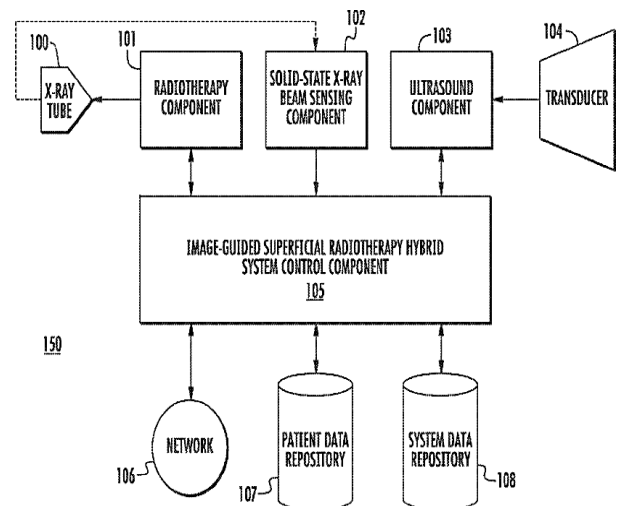 100
X-RAY
TUBE
101
RADIOTHERAPY
COMPONENT
102
SOLID-STATE X-RAY
BEAM SENSING
COMPONENT
103
ULTRASOUND
COMPONENT
104
TRANSDUCER
IMAGE-GUIDED SUPERFICIAL RADIOTHERAPY HYBRID
SYSTEM CONTROL COMPONENT
105
150
NETWORK
106
PATIENT DATA
REPOSITORY
107
SYSTEM DATA
REPOSITORY
108